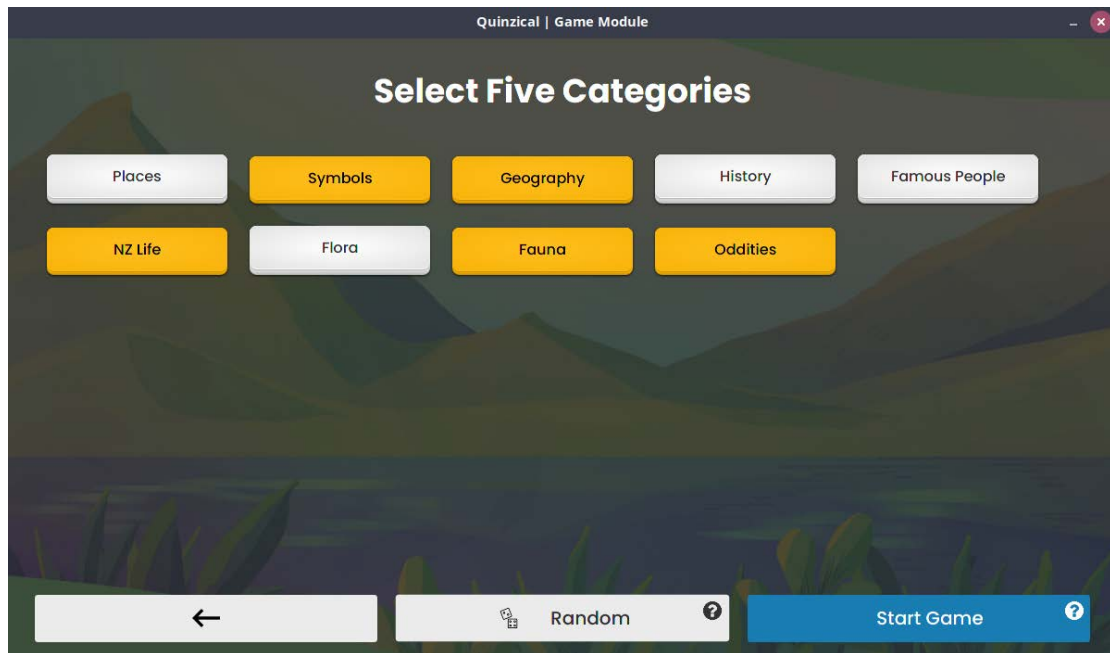 Quinzical | Game Module
Select Five Categories
Places Symbols Geography History Famous People
NZ Life Flora Fauna Oddities
← Random ? Start Game ?